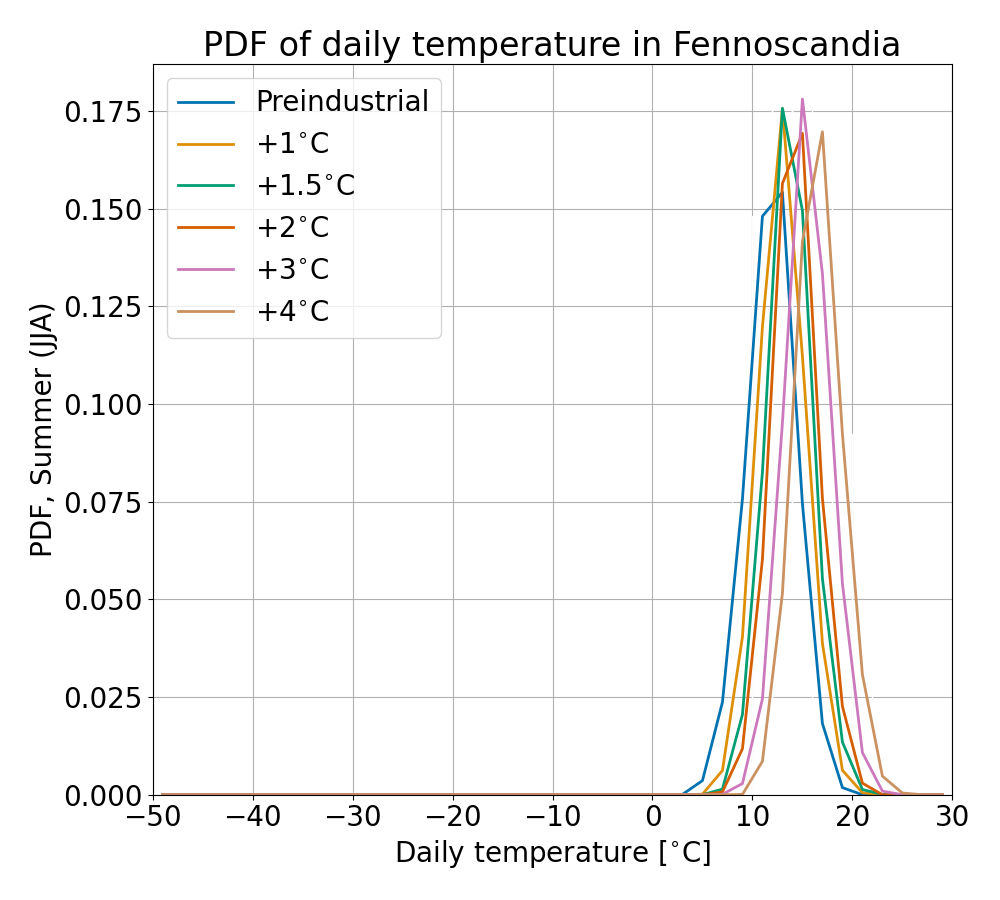 PDF of daily temperature in Fennoscandia
Preindustrial
+1°C
+1.5°C
+2°C
+3°C
+4°C
PDF, Summer (JJA)
0.175
0.150
0.125
0.100
0.075
0.050
0.025
0.000
−50 −40 −30 −20 −10 0 10 20 30
Daily temperature [°C]